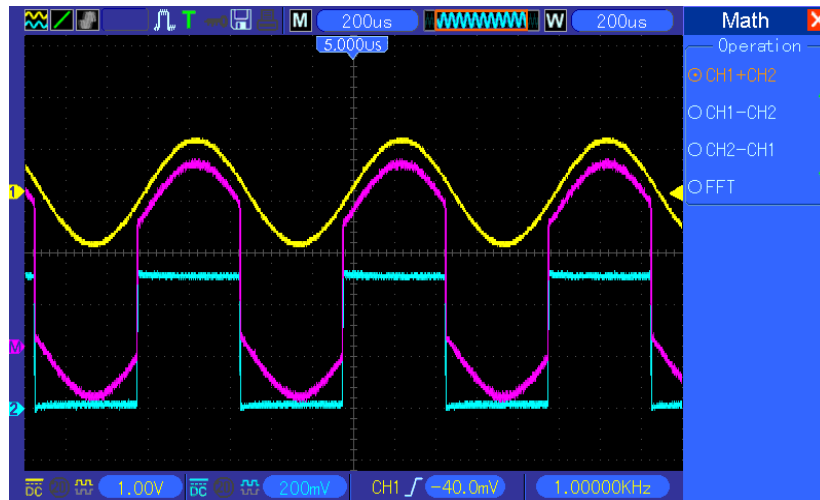 T M 200us W 200us
5.000us
Math
Operation
CH1+CH2
CH1-CH2
CH2-CH1
FFT
1
M
2
DC 1.00V DC 200mV CH1 -40.0mV 1.00000KHz